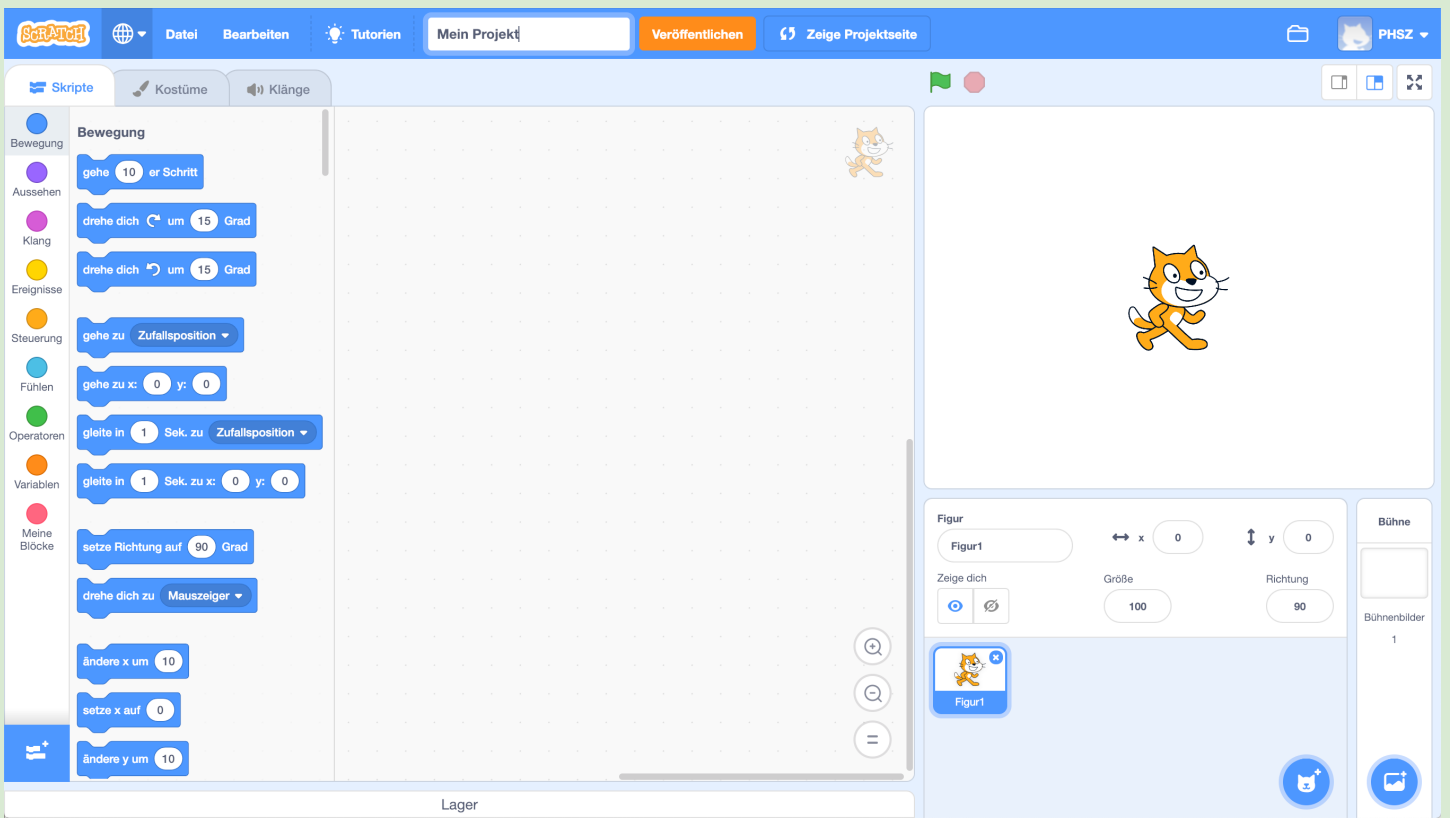 SCRATCH Datei Bearbeiten Tutorien Mein Projekt Veröffentlichen Zeige Projektseite PHSZ
Skripte Kostüme Klänge
Bewegung
Aussehen
Klang
Ereignisse
Steuerung
Fühlen
Operatoren
Variablen
Meine
Blöcke
Bewegung
gehe 10 er Schritt
drehe dich um 15 Grad
drehe dich um 15 Grad
gehe zu Zufallsposition
gehe zu x: 0 y: 0
gleite in 1 Sek. zu Zufallsposition
gleite in 1 Sek. zu x: 0 y: 0
setze Richtung auf 90 Grad
drehe dich zu Mauszeiger
ändere x um 10
setze x auf 0
ändere y um 10
Lager
Figur
Figur1 x 0 y 0
Zeige dich Größe Richtung
100 90
Figur1
Bühne
Bühnenbilder
1